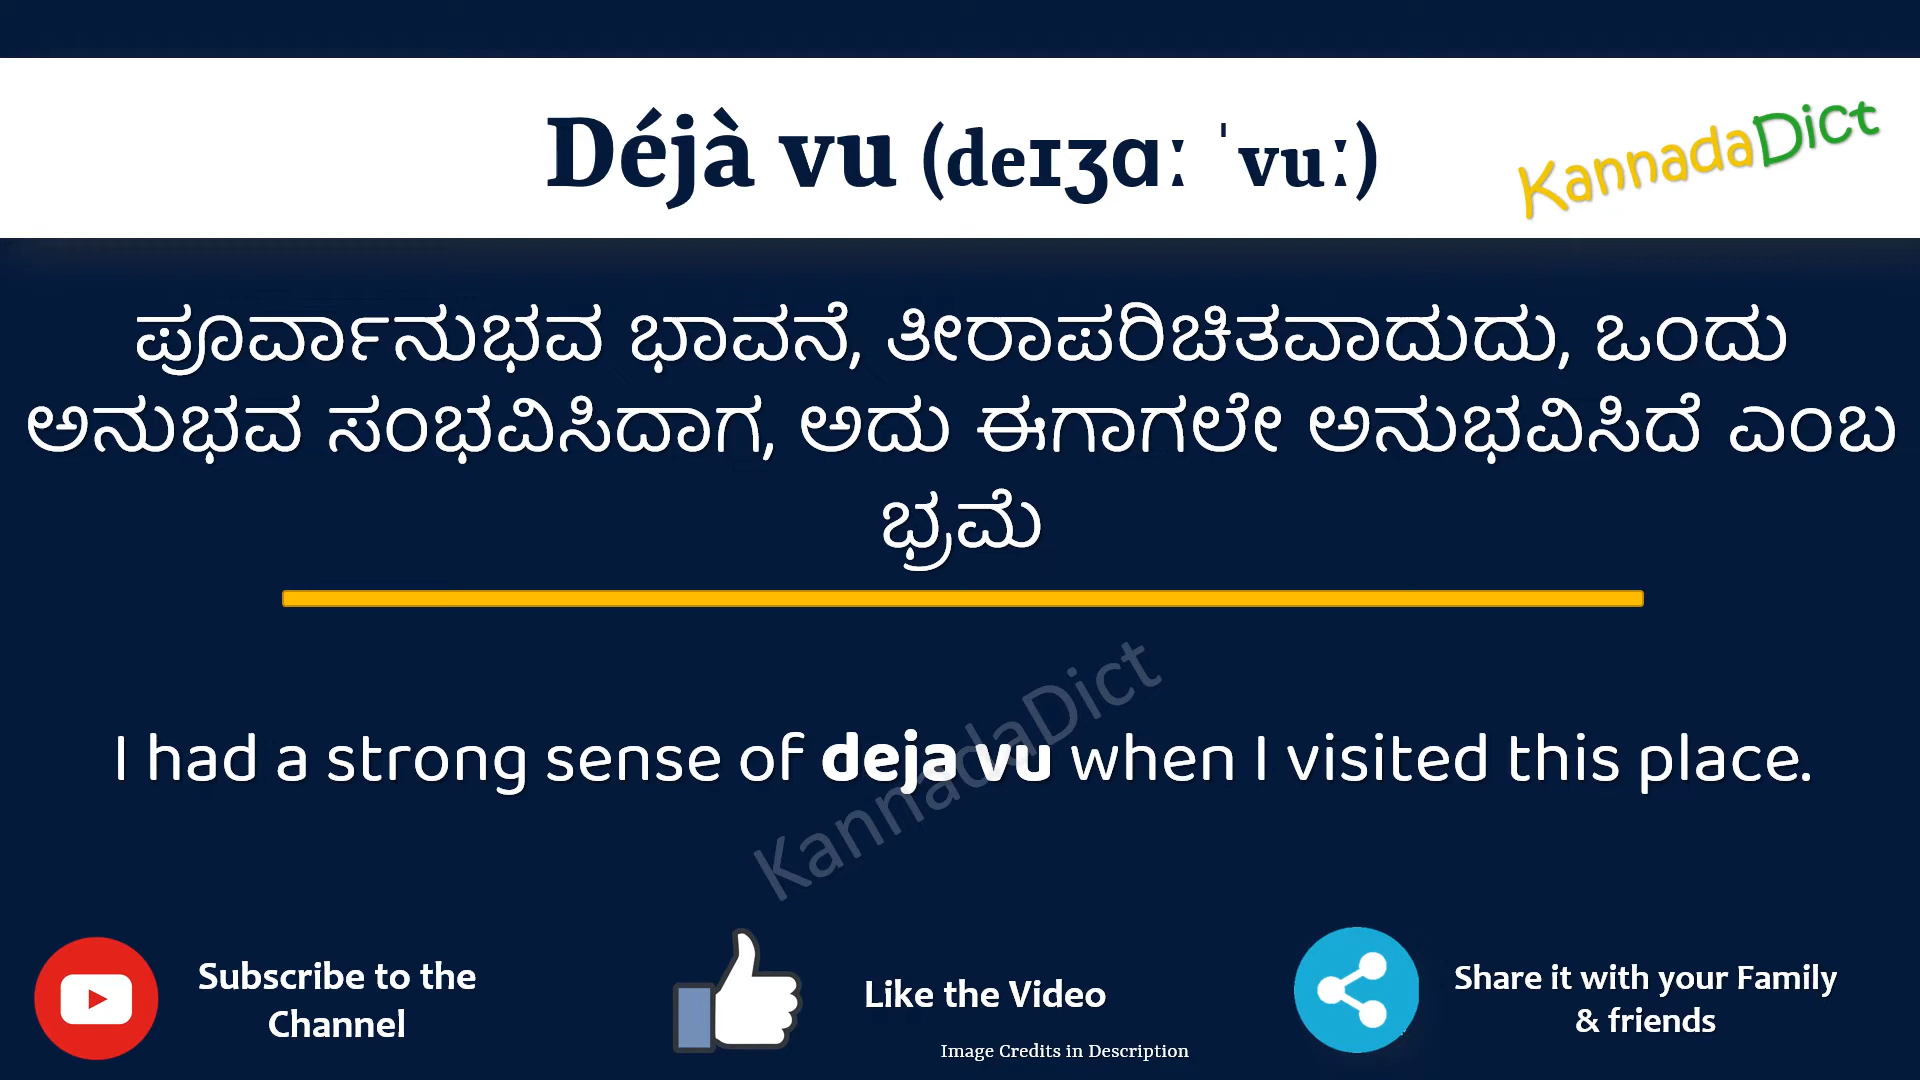 Déjà vu (deɪʒɑː ˈvuː)
KannadaDict
ಪೂರ್ವಾನುಭವ ಭಾವನೆ, ತೀರಾಪರಿಚಿತವಾದುದು, ಒಂದು
ಅನುಭವ ಸಂಭವಿಸಿದಾಗ, ಅದು ಈಗಾಗಲೇ ಅನುಭವಿಸಿದೆ ಎಂಬ
ಭ್ರಮೆ
I had a strong sense of deja vu when I visited this place.
KannadaDict
Subscribe to the
Channel
Like the Video
Share it with your Family
& friends
Image Credits in Description